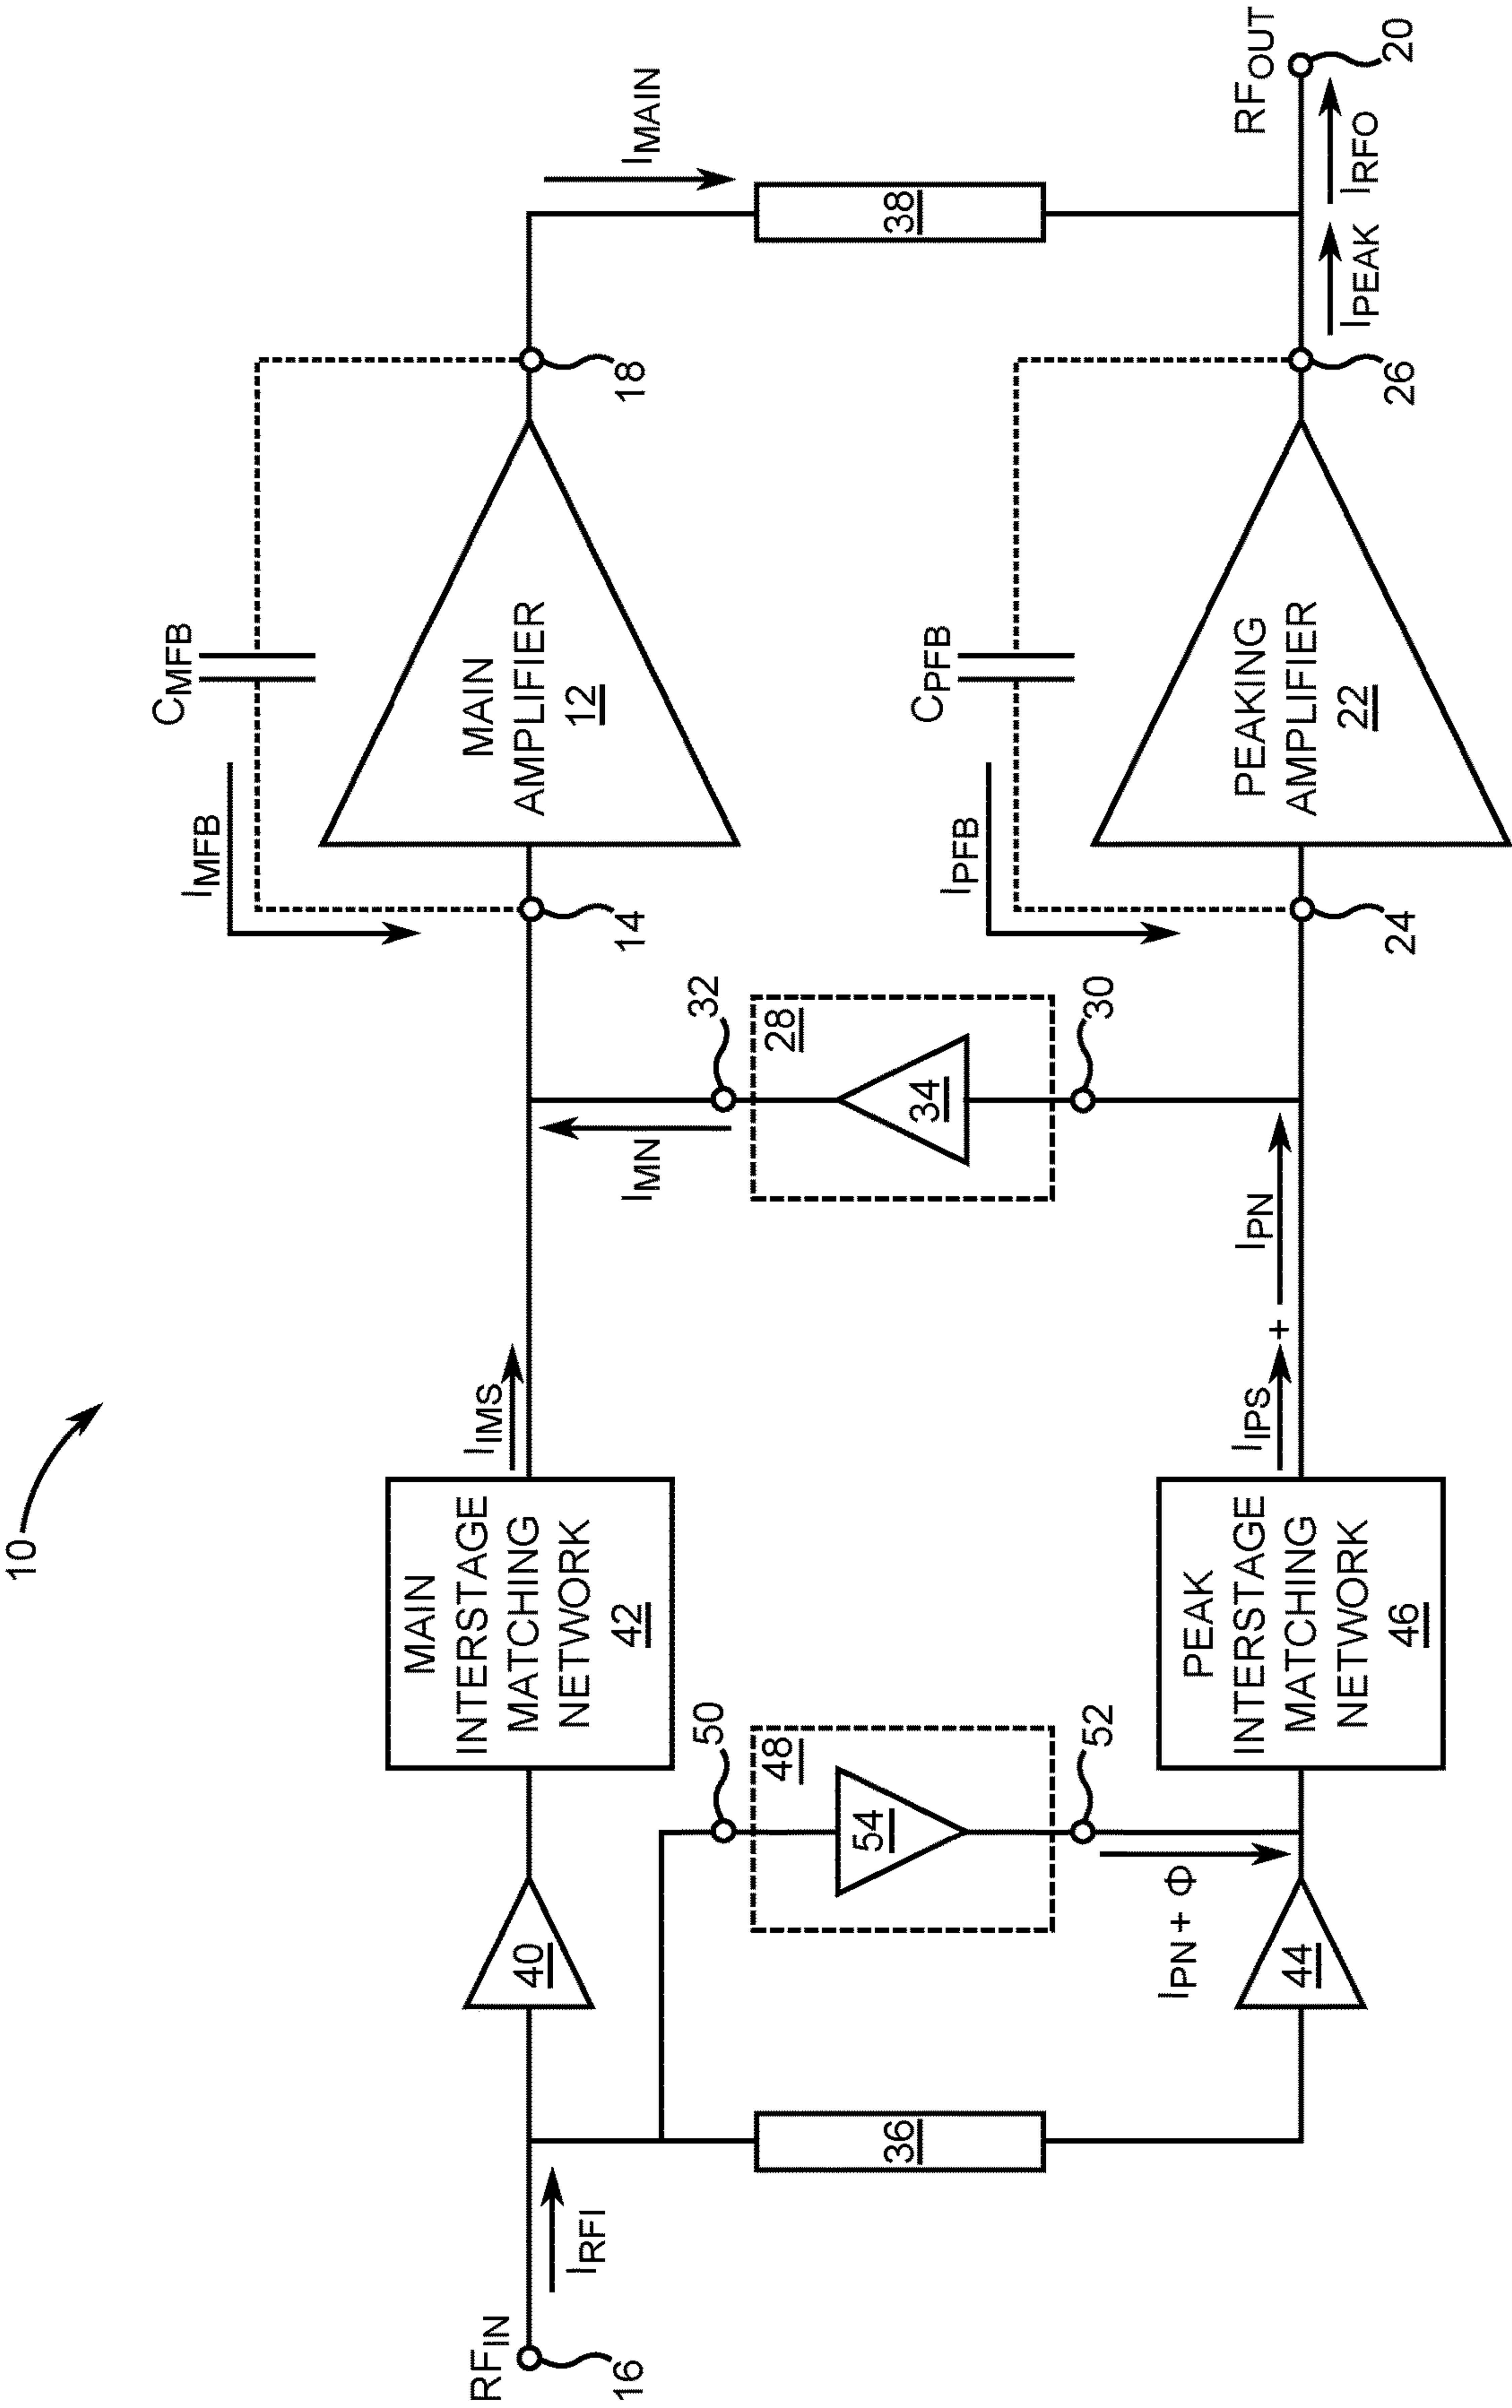 10
C_MFB
I_MFB
MAIN
AMPLIFIER
12
14
18
I_MAIN
38
RF_OUT
20
I_RFO
I_PEAK
C_PFB
I_PFB
PEAKING
AMPLIFIER
22
24
26
32
28
34
30
I_MN
I_PN
+
I_IPS
I_IMS
MAIN
INTERSTAGE
MATCHING
NETWORK
42
PEAK
INTERSTAGE
MATCHING
NETWORK
46
50
48
54
52
I_PN + Φ
40
44
36
I_RFI
RF_IN
16